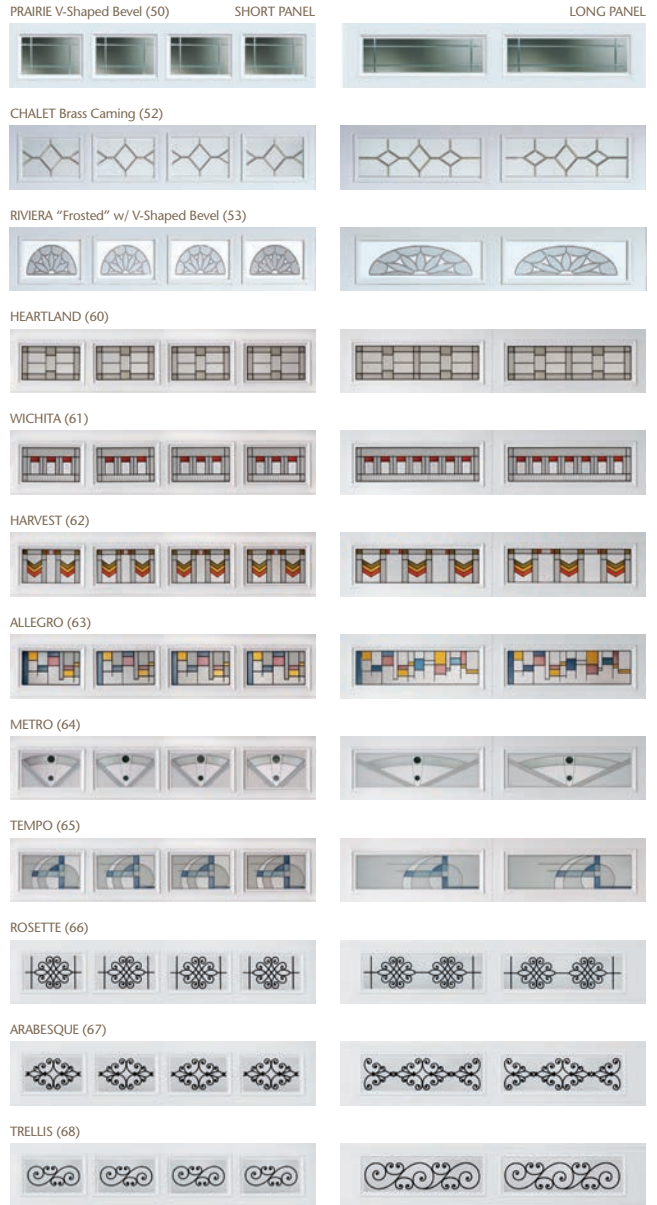 PRAIRIE V-Shaped Bevel (50) SHORT PANEL LONG PANEL
CHALET Brass Caming (52)
RIVIERA “Frosted” w/ V-Shaped Bevel (53)
HEARTLAND (60)
WICHITA (61)
HARVEST (62)
ALLEGRO (63)
METRO (64)
TEMPO (65)
ROSETTE (66)
ARABESQUE (67)
TRELLIS (68)